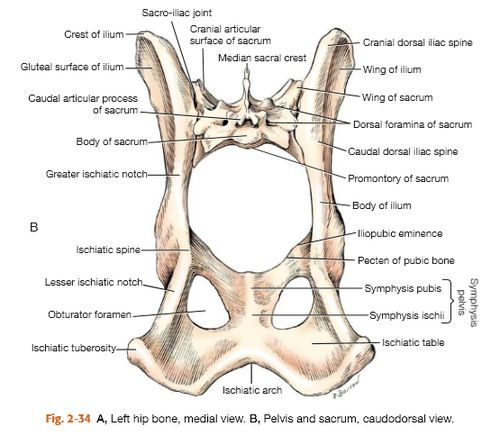 Sacro-iliac joint
Cranial articular
surface of sacrum
Median sacral crest
Crest of ilium
Gluteal surface of ilium
Caudal articular process
of sacrum
Body of sacrum
Greater ischiatic notch
B
Ischiatic spine
Lesser ischiatic notch
Obturator foramen
Ischiatic tuberosity
Cranial dorsal iliac spine
Wing of ilium
Wing of sacrum
Dorsal foramina of sacrum
Caudal dorsal iliac spine
Promontory of sacrum
Body of ilium
Iliopubic eminence
Pecten of pubic bone
Symphysis pubis
Symphysis ischii
Symphysis
pelvis
Ischiatic table
Ischiatic arch
Fig. 2-34 A, Left hip bone, medial view. B, Pelvis and sacrum, caudodorsal view.